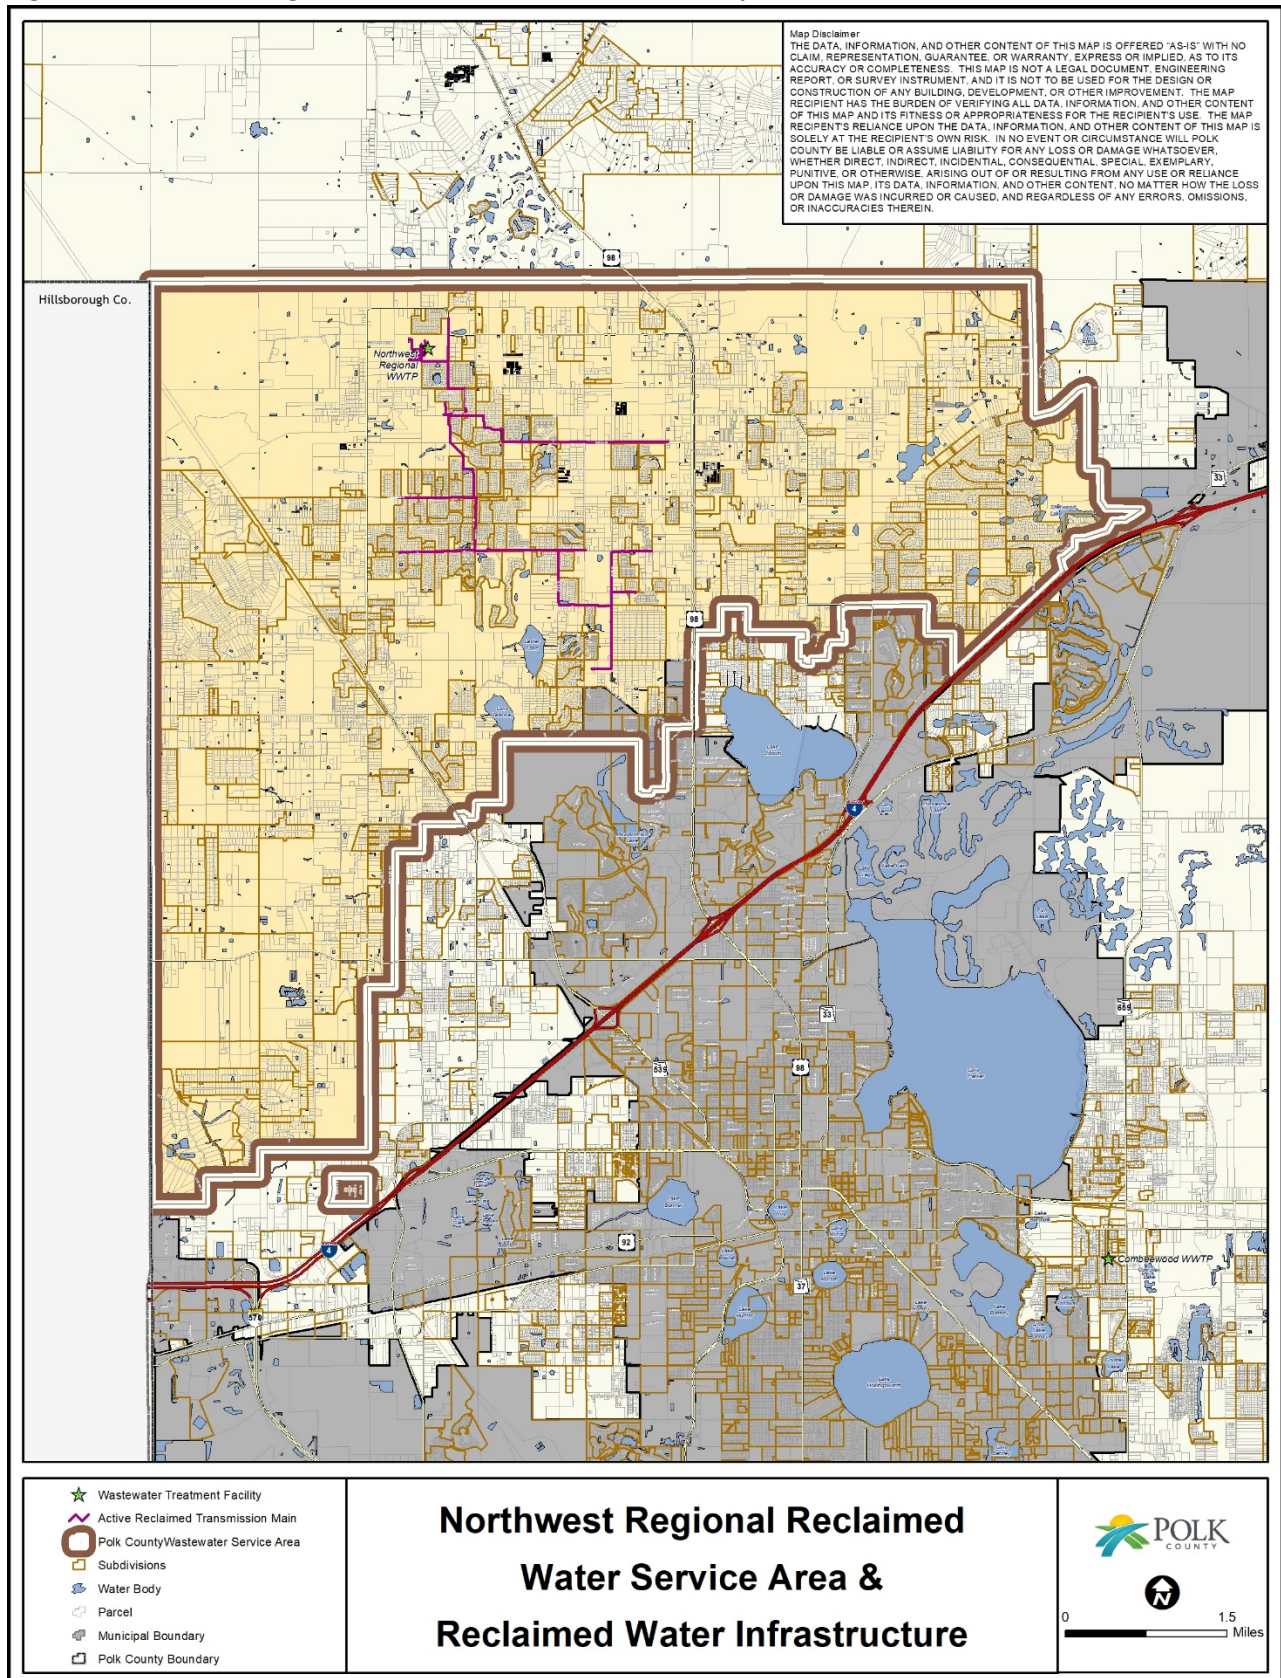 Map Disclaimer
THE DATA, INFORMATION, AND OTHER CONTENT OF THIS MAP IS OFFERED "AS-IS" WITH NO
CLAIM, REPRESENTATION, GUARANTEE, OR WARRANTY, EXPRESS OR IMPLIED, AS TO ITS
ACCURACY OR COMPLETENESS. THIS MAP IS NOT A LEGAL DOCUMENT, ENGINEERING
REPORT, OR SURVEY INSTRUMENT, AND IT IS NOT TO BE USED FOR THE DESIGN OR
CONSTRUCTION OF ANY BUILDING, DEVELOPMENT, OR OTHER IMPROVEMENT. THE MAP
RECIPIENT HAS THE BURDEN OF VERIFYING ALL DATA, INFORMATION, AND OTHER CONTENT
OF THIS MAP AND ITS FITNESS OR APPROPRIATENESS FOR THE RECIPIENT'S USE. THE MAP
RECIPENT'S RELIANCE UPON THE DATA, INFORMATION, AND OTHER CONTENT OF THIS MAP IS
SOLELY AT THE RECIPIENT'S OWN RISK. IN NO EVENT OR CIRCUMSTANCE WILL POLK
COUNTY BE LIABLE OR ASSUME LIABILITY FOR ANY LOSS OR DAMAGE WHATSOEVER,
WHETHER DIRECT, INDIRECT, INCIDENTIAL, CONSEQUENTIAL, SPECIAL, EXEMPLARY,
PUNITIVE, OR OTHERWISE, ARISING OUT OF OR RESULTING FROM ANY USE OR RELIANCE
UPON THIS MAP, ITS DATA, INFORMATION, AND OTHER CONTENT, NO MATTER HOW THE LOSS
OR DAMAGE WAS INCURRED OR CAUSED, AND REGARDLESS OF ANY ERRORS, OMISSIONS,
OR INACCURACIES THEREIN.
98
Hillsborough Co.
Northwest
Regional
WWTP
33
98
4
33
659
539
98
92
4
Combeewood WWTP
37
570
Lake
Hollingsworth
Wastewater Treatment Facility
Active Reclaimed Transmission Main
Polk CountyWastewater Service Area
Subdivisions
Water Body
Parcel
Municipal Boundary
Polk County Boundary
Northwest Regional Reclaimed
Water Service Area &
Reclaimed Water Infrastructure
POLK
COUNTY
N
0 1.5
Miles